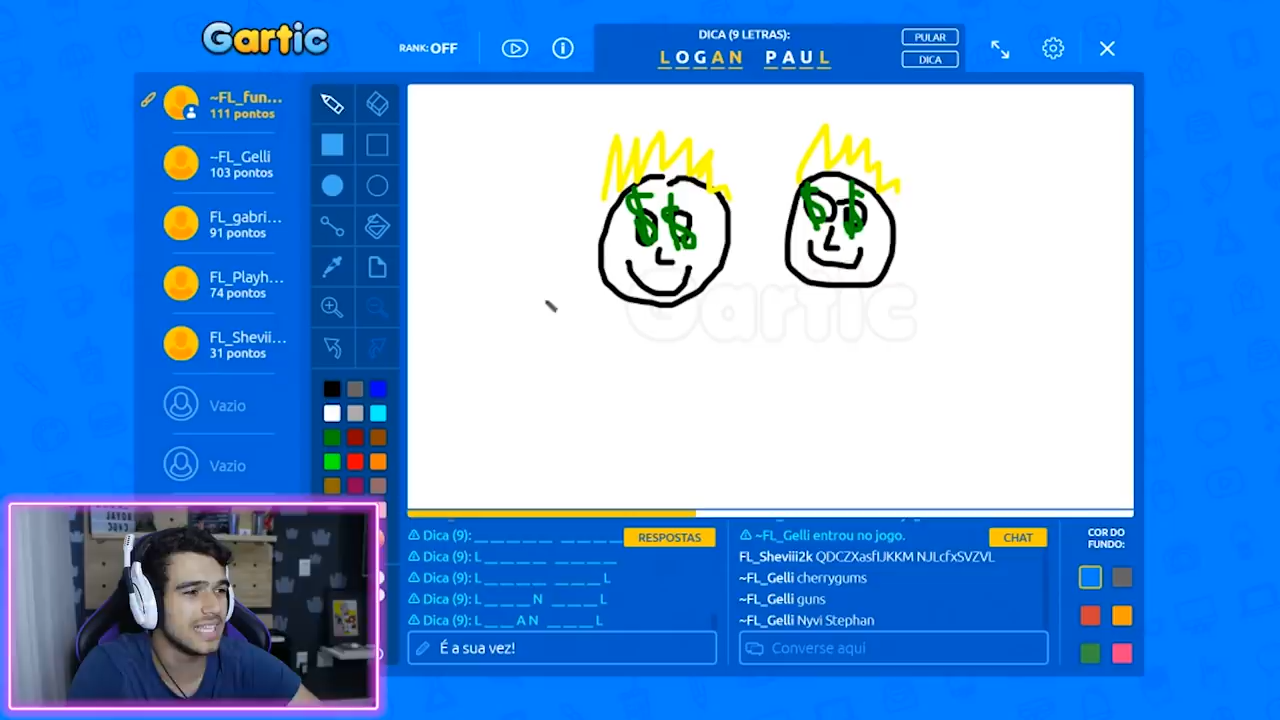 Gartic
RANK: OFF
DICA (9 LETRAS):
LOGAN PAUL
PULAR
DICA
~FL_fun...
111 pontos
~FL_Gelli
103 pontos
FL_gabri...
91 pontos
FL_Playh...
74 pontos
FL_Shevii...
31 pontos
Vazio
Vazio
$ $
$ $
Gartic
Dica (9): _ _ _ _ _ _ _ _ _
RESPOSTAS
Dica (9): L _ _ _ _ _ _ _ _
Dica (9): L _ _ _ _ _ _ _ L
Dica (9): L _ _ _ N _ _ _ L
Dica (9): L _ _ A N _ _ _ L
É a sua vez!
~FL_Gelli entrou no jogo.
CHAT
FL_Sheviii2k QDCZXasfIJKKM NJLcfxSVZVL
~FL_Gelli cherrygums
~FL_Gelli guns
~FL_Gelli Nyvi Stephan
Converse aqui
COR DO
FUNDO: